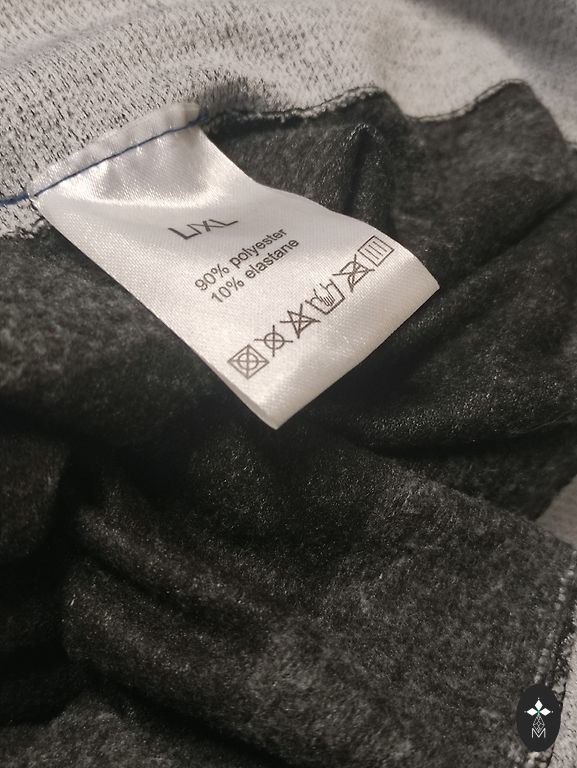 L/XL
90% polyester
10% elastane